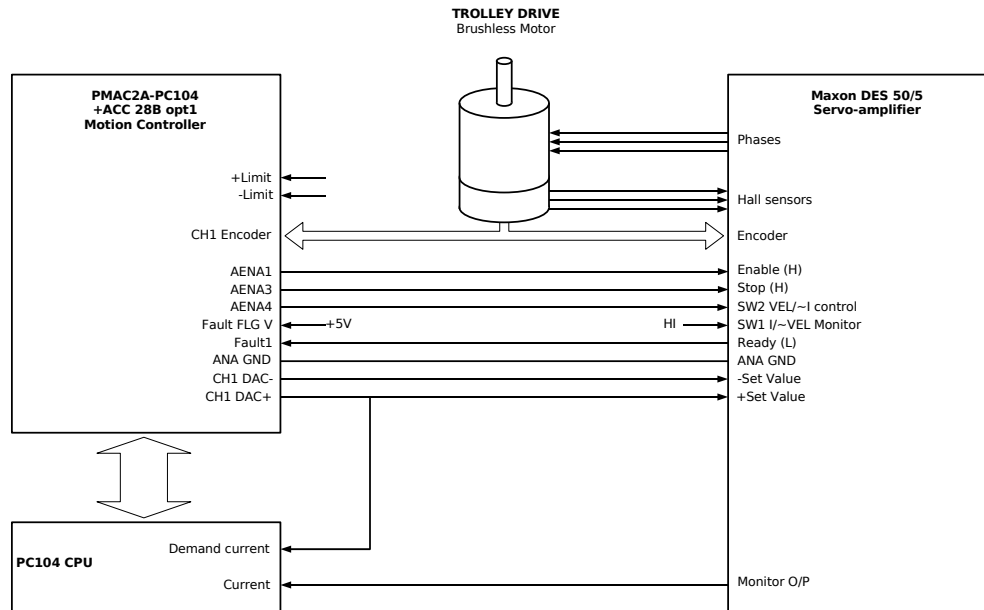 TROLLEY DRIVE
Brushless Motor
PMAC2A-PC104
+ACC 28B opt1
Motion Controller
Maxon DES 50/5
Servo-amplifier
Phases
+Limit
-Limit
Hall sensors
CH1 Encoder
Encoder
AENA1
Enable (H)
AENA3
Stop (H)
AENA4
SW2 VEL/~I control
Fault FLG V
+5V
HI
SW1 I/~VEL Monitor
Fault1
Ready (L)
ANA GND
ANA GND
CH1 DAC-
-Set Value
CH1 DAC+
+Set Value
Demand current
PC104 CPU
Current
Monitor O/P